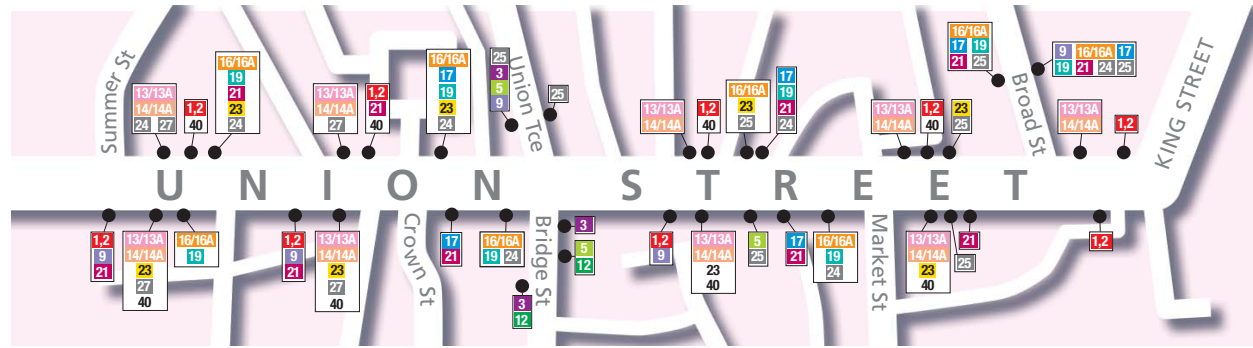 Summer St
13/13A
14/14A
24 27
1,2
40
16/16A
19
21
23
24
13/13A
14/14A
27
1,2
21
40
16/16A
17
19
23
24
25
3
5
9
Union Tce
25
13/13A
14/14A
1,2
40
16/16A
23
25
17
19
21
24
13/13A
14/14A
1,2
40
23
25
16/16A
17 19
21 25
Broad St
9 16/16A 17
19 21 24 25
13/13A
14/14A
1,2
KING STREET
UNION STREET
1,2
9
21
13/13A
14/14A
23
27
40
16/16A
19
1,2
9
21
13/13A
14/14A
23
27
40
Crown St
17
21
16/16A
19 24
3
12
Bridge St
3
5
12
1,2
9
13/13A
14/14A
23
40
5
25
17
21
16/16A
19
24
Market St
13/13A
14/14A
23
40
25
21
1,2